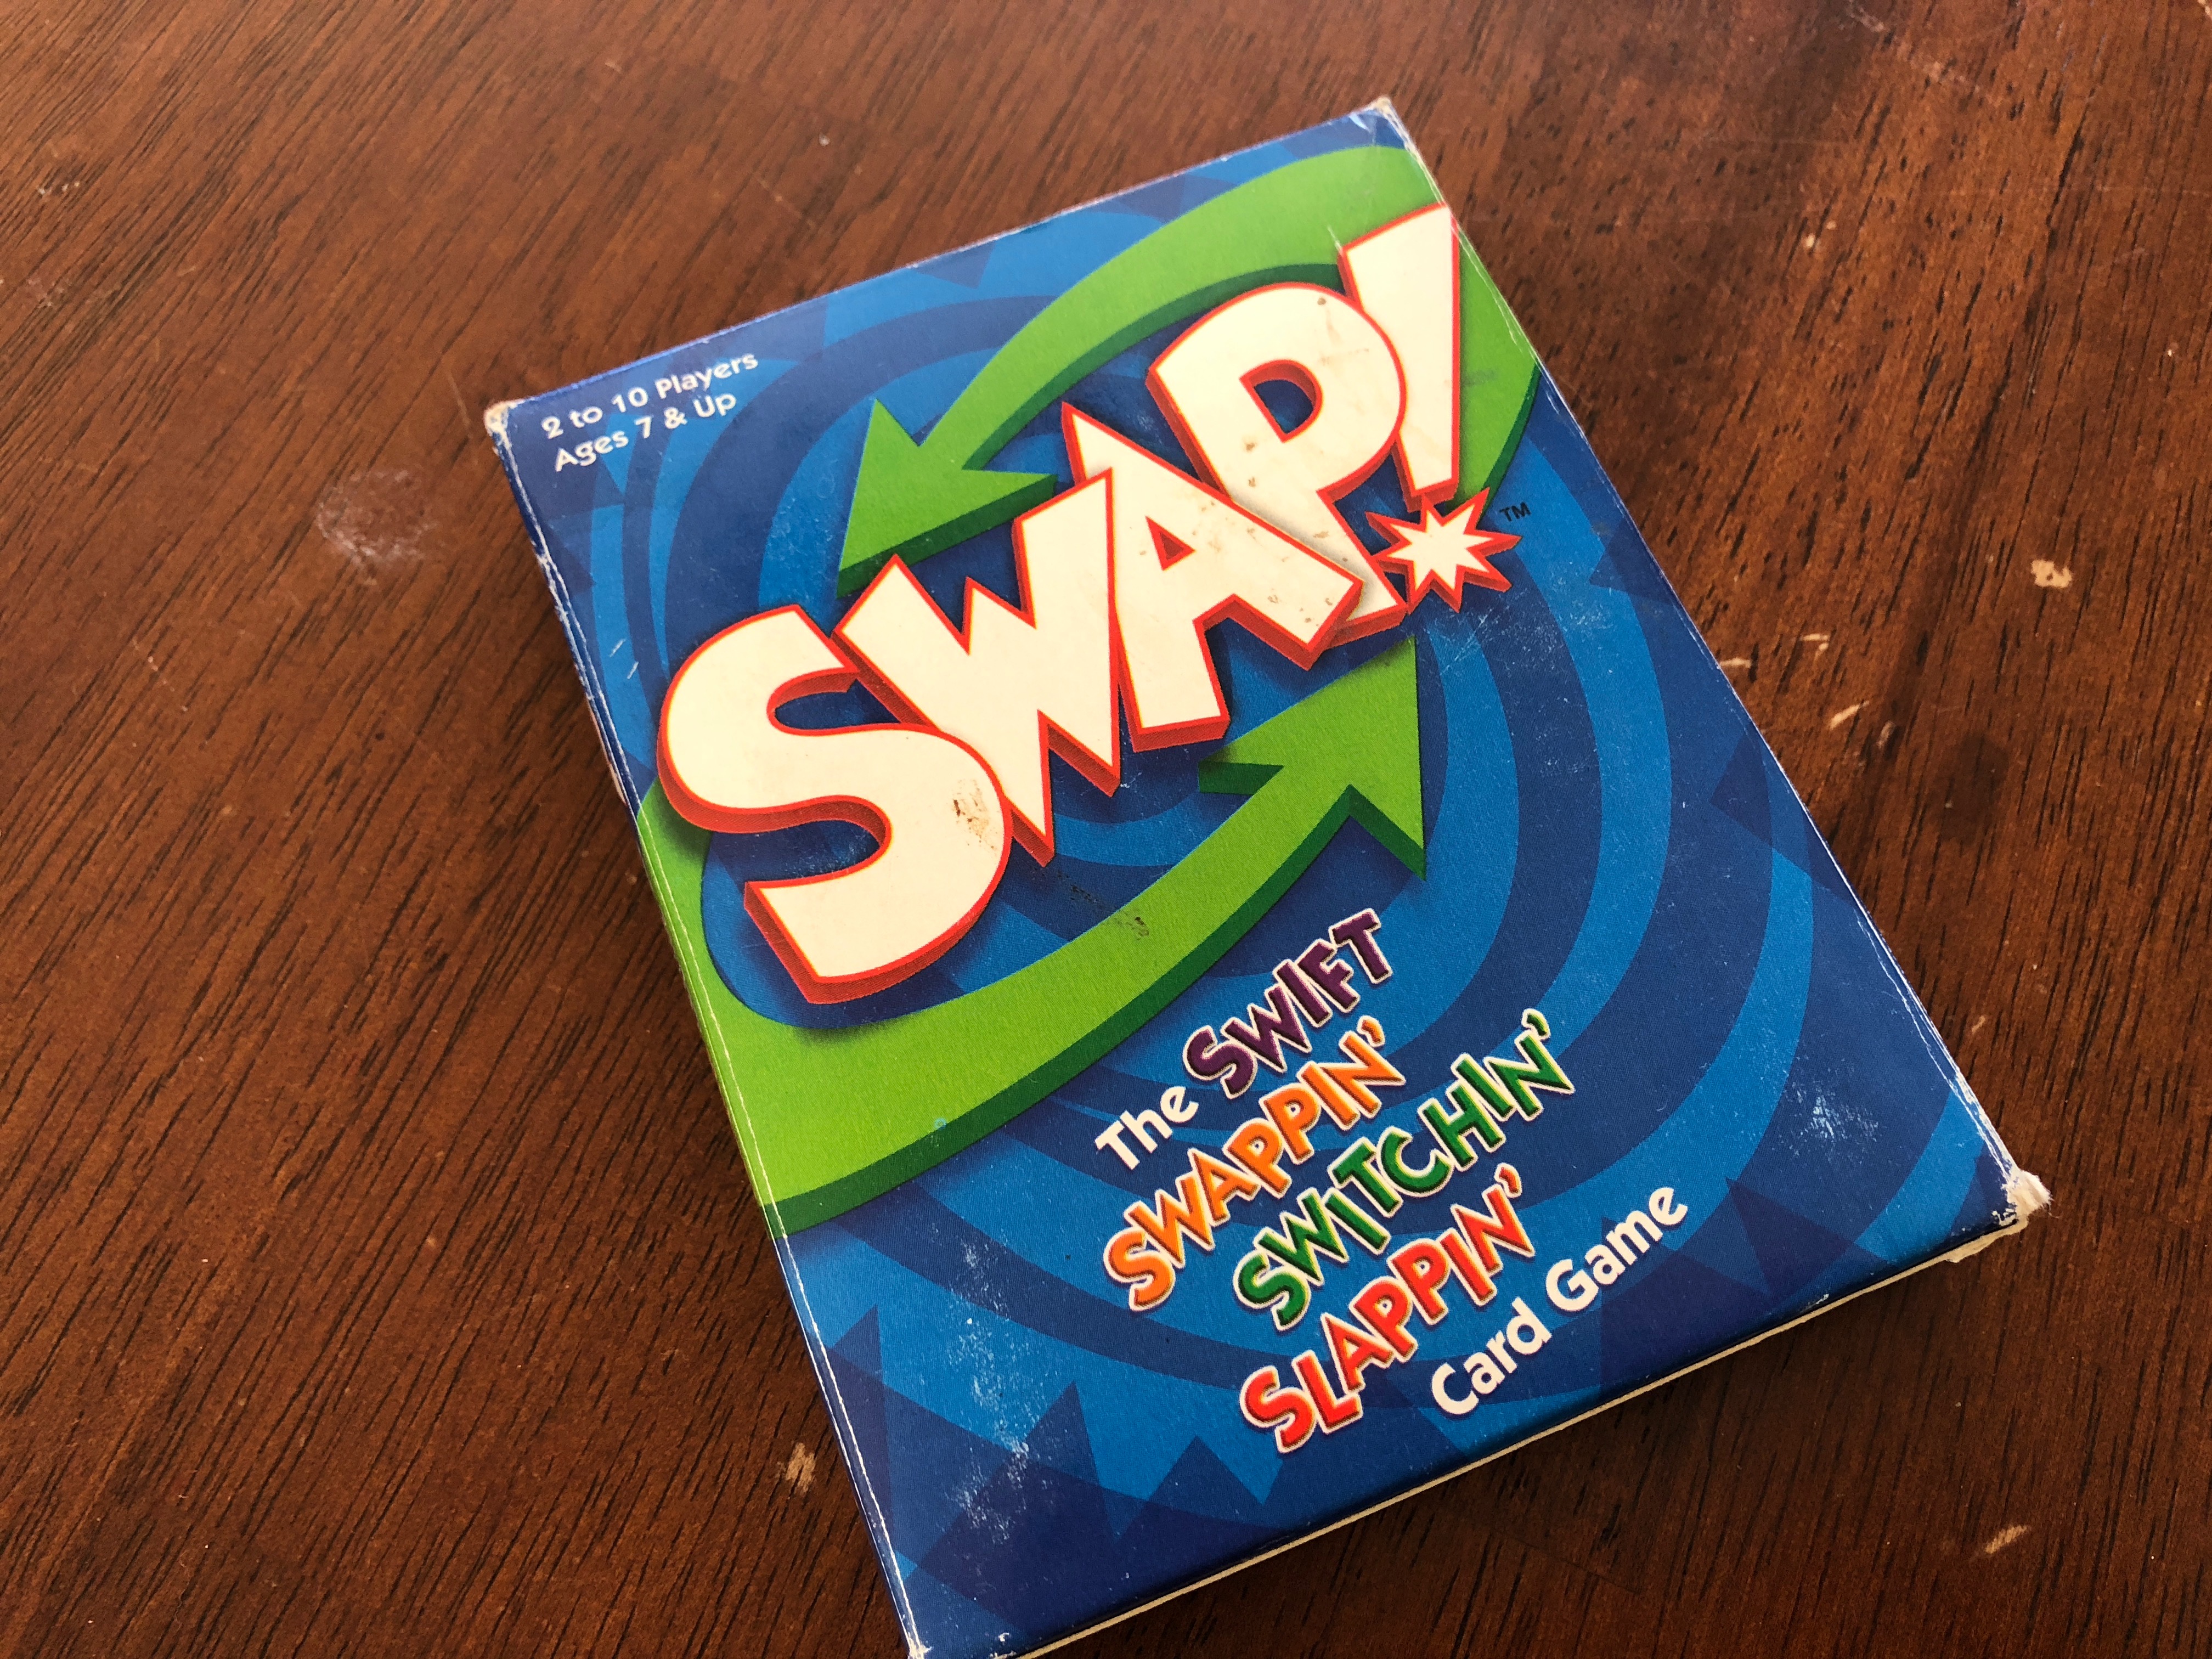 2 to 10 Players
Ages 7 & Up
SWAP!™
The SWIFT
SWAPPIN'
SWITCHIN'
SLAPPIN'
Card Game